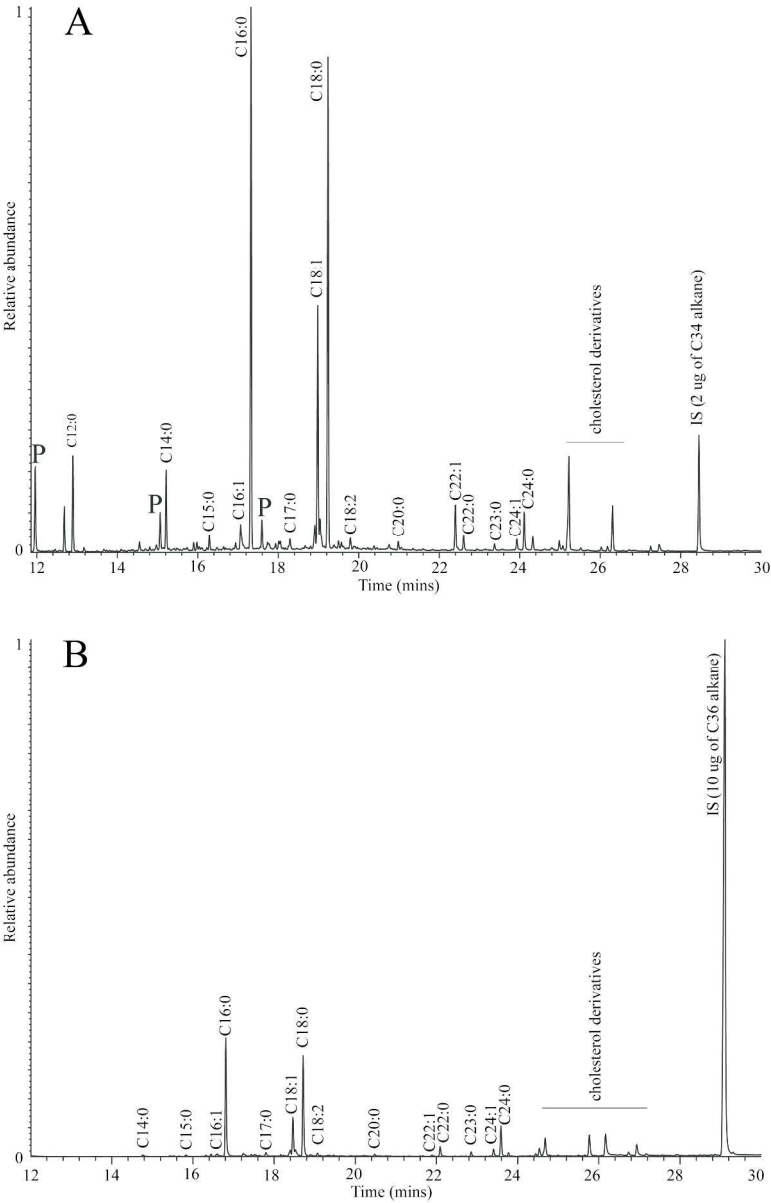 A
1
Relative abundance
0
P
C12:0
P
C14:0
C15:0
C16:1
C16:0
P
C17:0
C18:1
C18:0
C18:2
C20:0
C22:1
C22:0
C23:0
C24:1
C24:0
cholesterol derivatives
IS (2 ug of C34 alkane)
12 14 16 18 20 22 24 26 28 30
Time (mins)
B
1
Relative abundance
0
C14:0
C15:0
C16:1
C16:0
C17:0
C18:1
C18:0
C18:2
C20:0
C22:1
C22:0
C23:0
C24:1
C24:0
cholesterol derivatives
IS (10 ug of C36 alkane)
12 14 16 18 20 22 24 26 28 30
Time (mins)